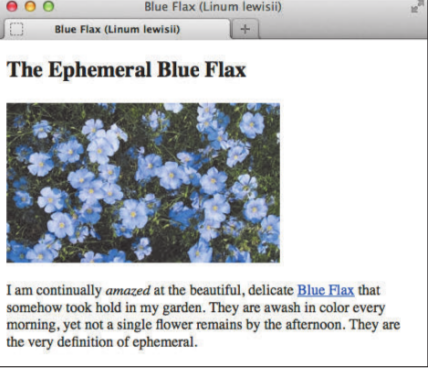 Blue Flax (Linum lewisii)
Blue Flax (Linum lewisii)
The Ephemeral Blue Flax
I am continually amazed at the beautiful, delicate Blue Flax that
somehow took hold in my garden. They are awash in color every
morning, yet not a single flower remains by the afternoon. They are
the very definition of ephemeral.